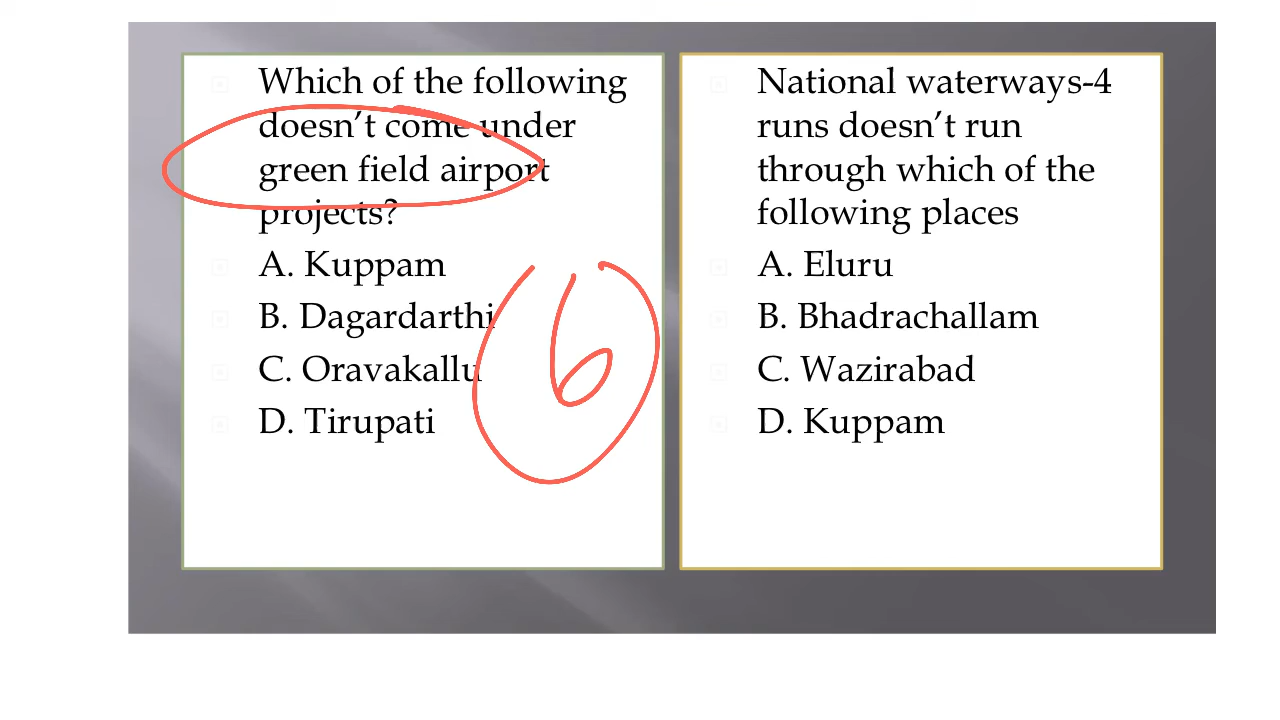 Which of the following
doesn't come under
green field airport
projects?
A. Kuppam
B. Dagardarthi
C. Oravakallu
D. Tirupati
6
National waterways-4
runs doesn't run
through which of the
following places
A. Eluru
B. Bhadrachallam
C. Wazirabad
D. Kuppam